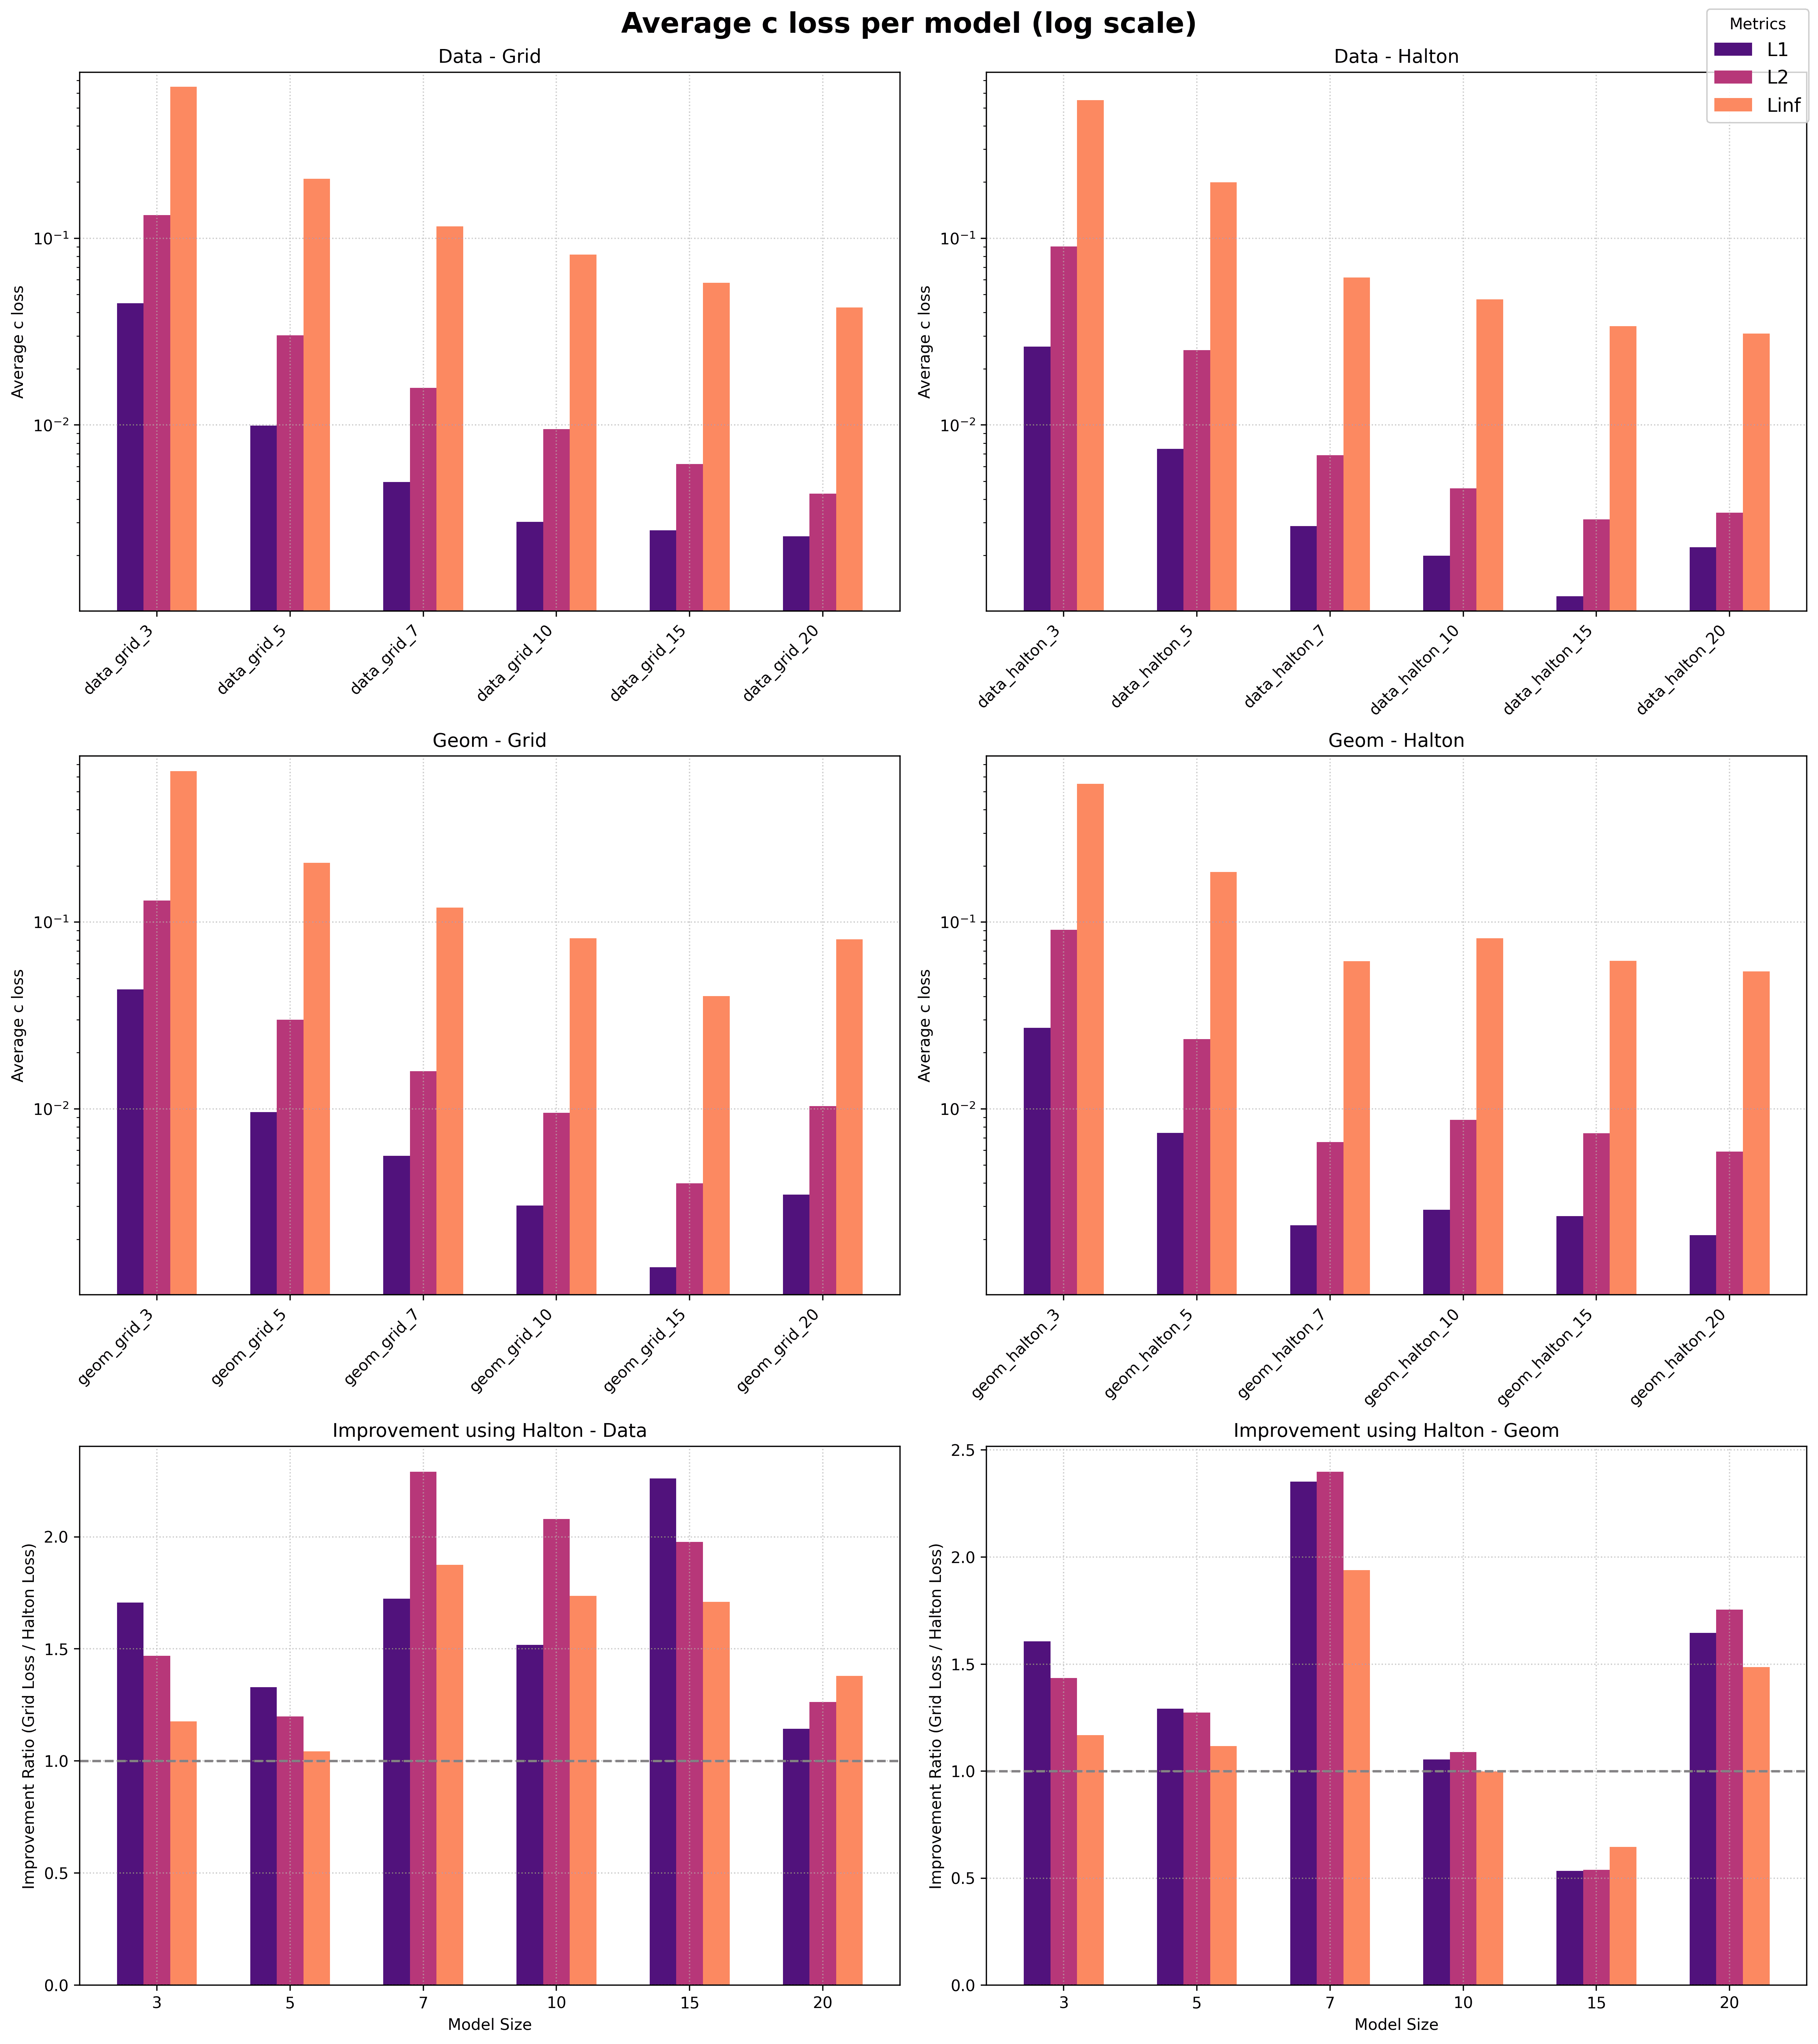 Average c loss per model (log scale)
Metrics
L1
L2
Linf
Data - Grid
Average c loss
10⁻¹
10⁻²
data_grid_3
data_grid_5
data_grid_7
data_grid_10
data_grid_15
data_grid_20
Data - Halton
Average c loss
10⁻¹
10⁻²
data_halton_3
data_halton_5
data_halton_7
data_halton_10
data_halton_15
data_halton_20
Geom - Grid
Average c loss
10⁻¹
10⁻²
geom_grid_3
geom_grid_5
geom_grid_7
geom_grid_10
geom_grid_15
geom_grid_20
Geom - Halton
Average c loss
10⁻¹
10⁻²
geom_halton_3
geom_halton_5
geom_halton_7
geom_halton_10
geom_halton_15
geom_halton_20
Improvement using Halton - Data
Improvement Ratio (Grid Loss / Halton Loss)
2.0
1.5
1.0
0.5
0.0
3 5 7 10 15 20
Model Size
Improvement using Halton - Geom
Improvement Ratio (Grid Loss / Halton Loss)
2.5
2.0
1.5
1.0
0.5
0.0
3 5 7 10 15 20
Model Size